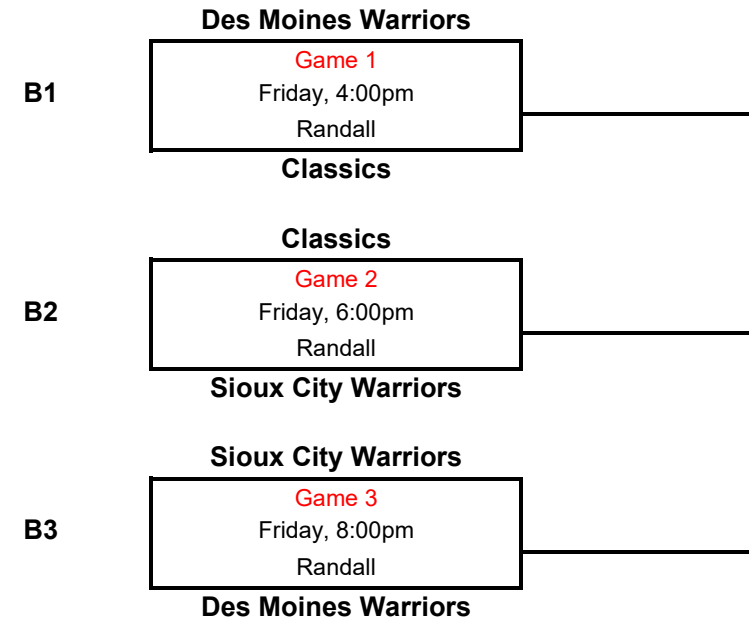 Des Moines Warriors
Game 1
B1
Friday, 4:00pm
Randall
Classics
Classics
Game 2
B2
Friday, 6:00pm
Randall
Sioux City Warriors
Sioux City Warriors
Game 3
B3
Friday, 8:00pm
Randall
Des Moines Warriors